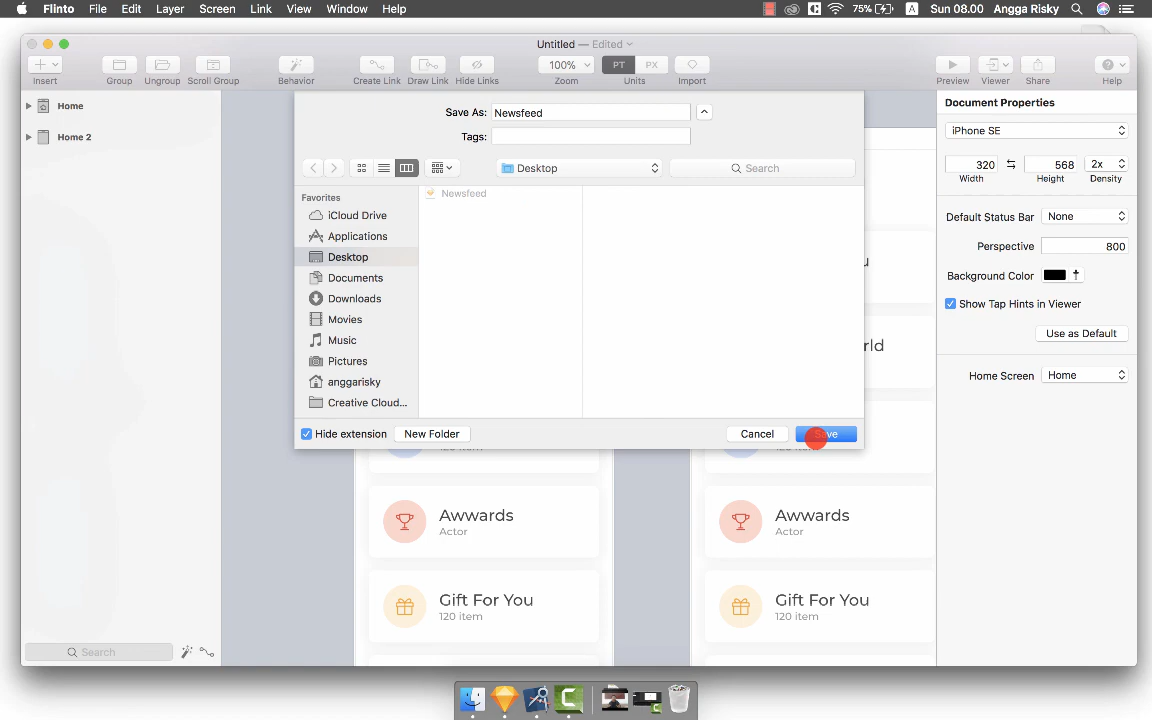 Flinto File Edit Layer Screen Link View Window Help 75% A Sun 08.00 Angga Risky
Untitled — Edited
100% PT PX
Insert Group Ungroup Scroll Group Behavior Create Link Draw Link Hide Links Zoom Units Import Preview Viewer Share Help
Home
Home 2
Search
Save As: Newsfeed
Tags:
Desktop
Search
Favorites
iCloud Drive
Applications
Desktop
Documents
Downloads
Movies
Music
Pictures
anggarisky
Creative Cloud...
Newsfeed
Hide extension New Folder Cancel Save
120 item
120 item
Awwards
Actor
Awwards
Actor
Gift For You
120 item
Gift For You
120 item
Document Properties
iPhone SE
320 568 2x
Width Height Density
Default Status Bar None
Perspective 800
Background Color
Show Tap Hints in Viewer
Use as Default
Home Screen Home